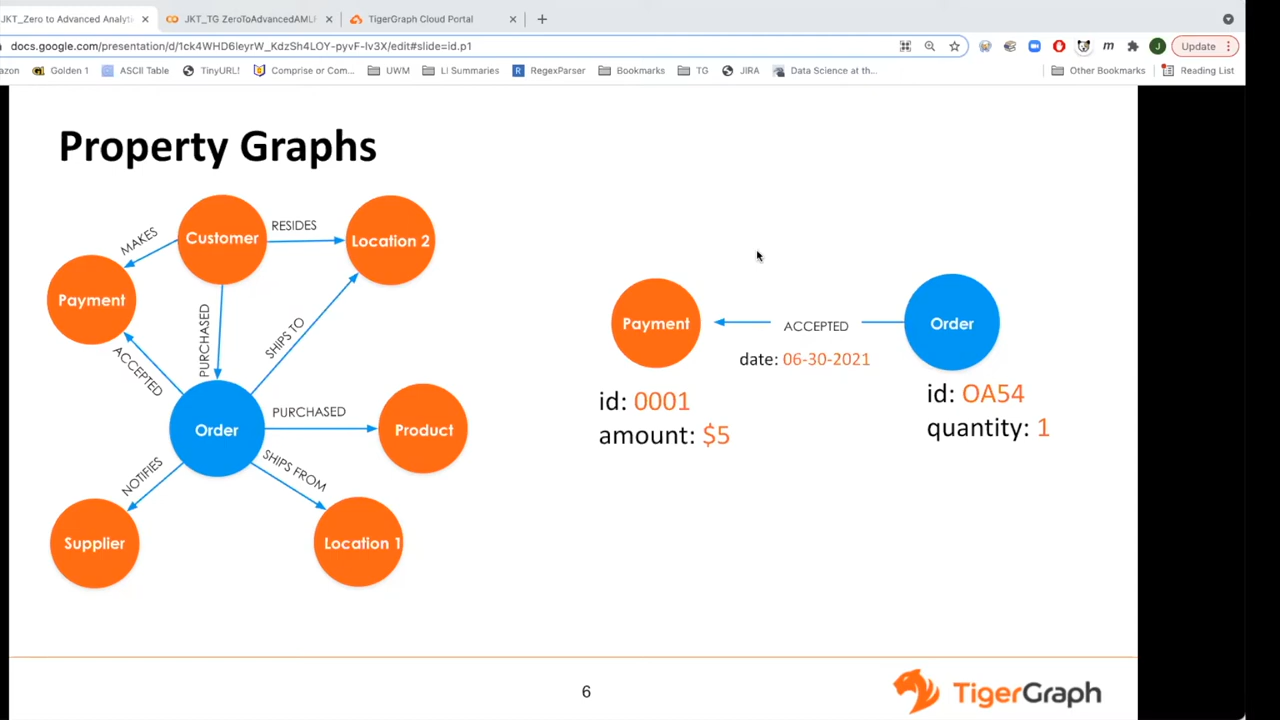 JKT_Zero to Advanced Analyti
JKT_TG ZeroToAdvancedAMLF
TigerGraph Cloud Portal
docs.google.com/presentation/d/1ck4WHD6leyrW_KdzSh4LOY-pyvF-lv3X/edit#slide=id.p1
Update
azon
Golden 1
ASCII Table
TinyURL!
Comprise or Com...
UWM
LI Summaries
RegexParser
Bookmarks
TG
JIRA
Data Science at th...
Other Bookmarks
Reading List
Property Graphs
Customer
RESIDES
Location 2
MAKES
Payment
PURCHASED
SHIPS TO
ACCEPTED
Order
PURCHASED
Product
NOTIFIES
SHIPS FROM
Supplier
Location 1
Payment
ACCEPTED
Order
date: 06-30-2021
id: 0001
amount: $5
id: OA54
quantity: 1
6
TigerGraph